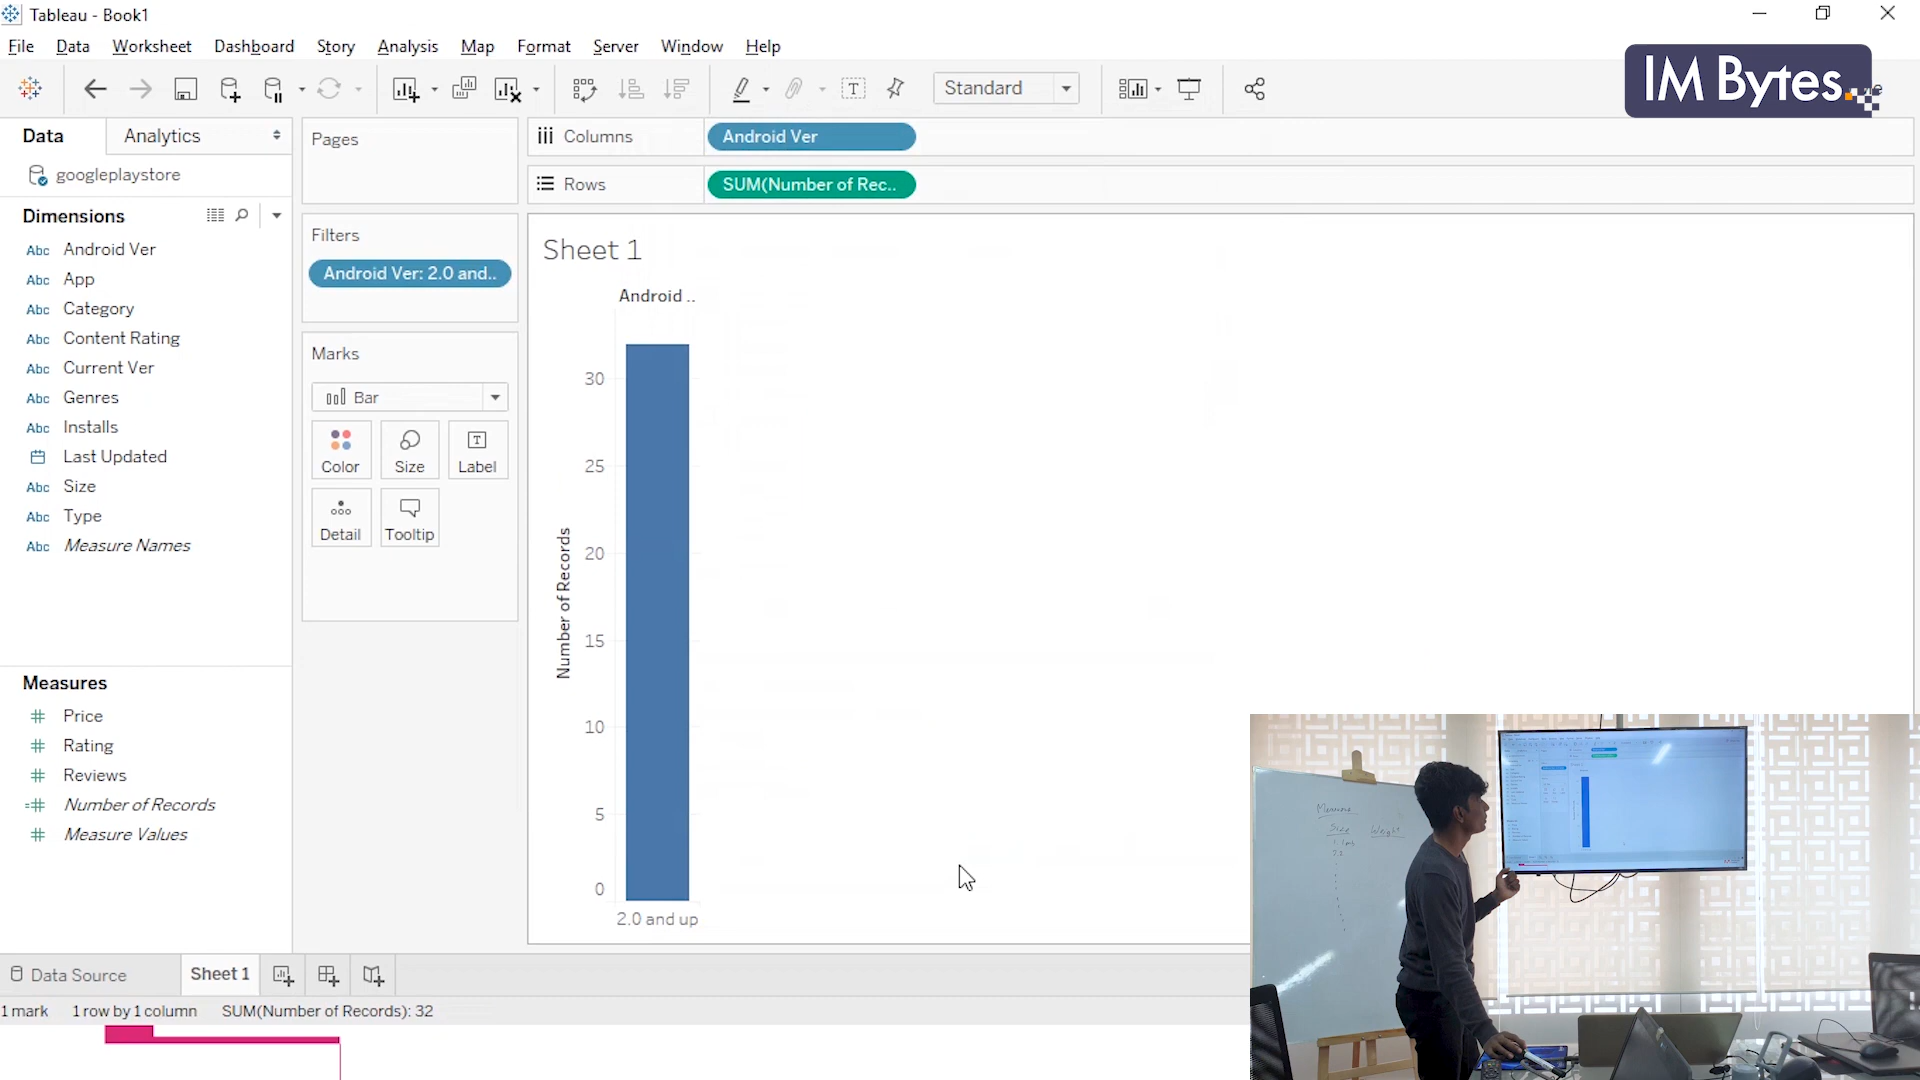 Tableau - Book1
File Data Worksheet Dashboard Story Analysis Map Format Server Window Help
Standard
IM Bytes.
Data
Analytics
googleplaystore
Dimensions
Abc Android Ver
Abc App
Abc Category
Abc Content Rating
Abc Current Ver
Abc Genres
Abc Installs
Last Updated
Abc Size
Abc Type
Abc Measure Names
Measures
# Price
# Rating
# Reviews
=# Number of Records
# Measure Values
Pages
Filters
Android Ver: 2.0 and..
Marks
Bar
Color
Size
Label
Detail
Tooltip
Columns
Android Ver
Rows
SUM(Number of Rec..
Sheet 1
Android ..
30
25
20
15
10
5
0
Number of Records
2.0 and up
Measures
Size Weight
Data Source
Sheet 1
1 mark 1 row by 1 column SUM(Number of Records): 32